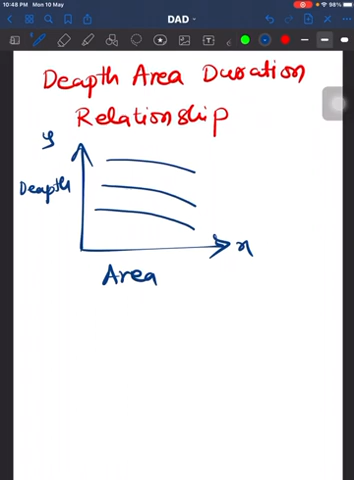 10:48 PM Mon 10 May
98%
DAD
Deapth Area Duration
Relationship
y
Deapth
x
Area